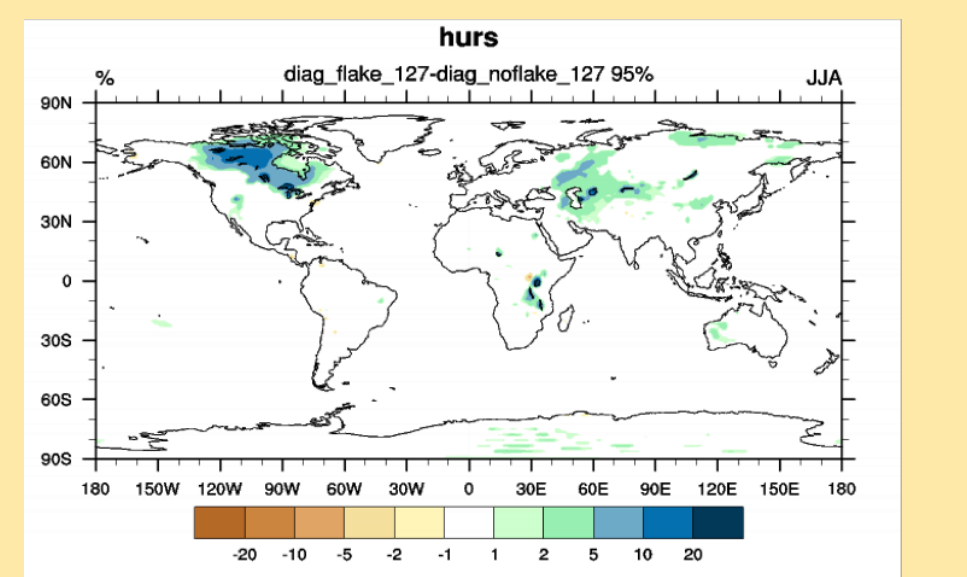 hurs
% diag_flake_127-diag_noflake_127 95% JJA
90N
60N
30N
0
30S
60S
90S
180 150W 120W 90W 60W 30W 0 30E 60E 90E 120E 150E 180
-20 -10 -5 -2 -1 1 2 5 10 20